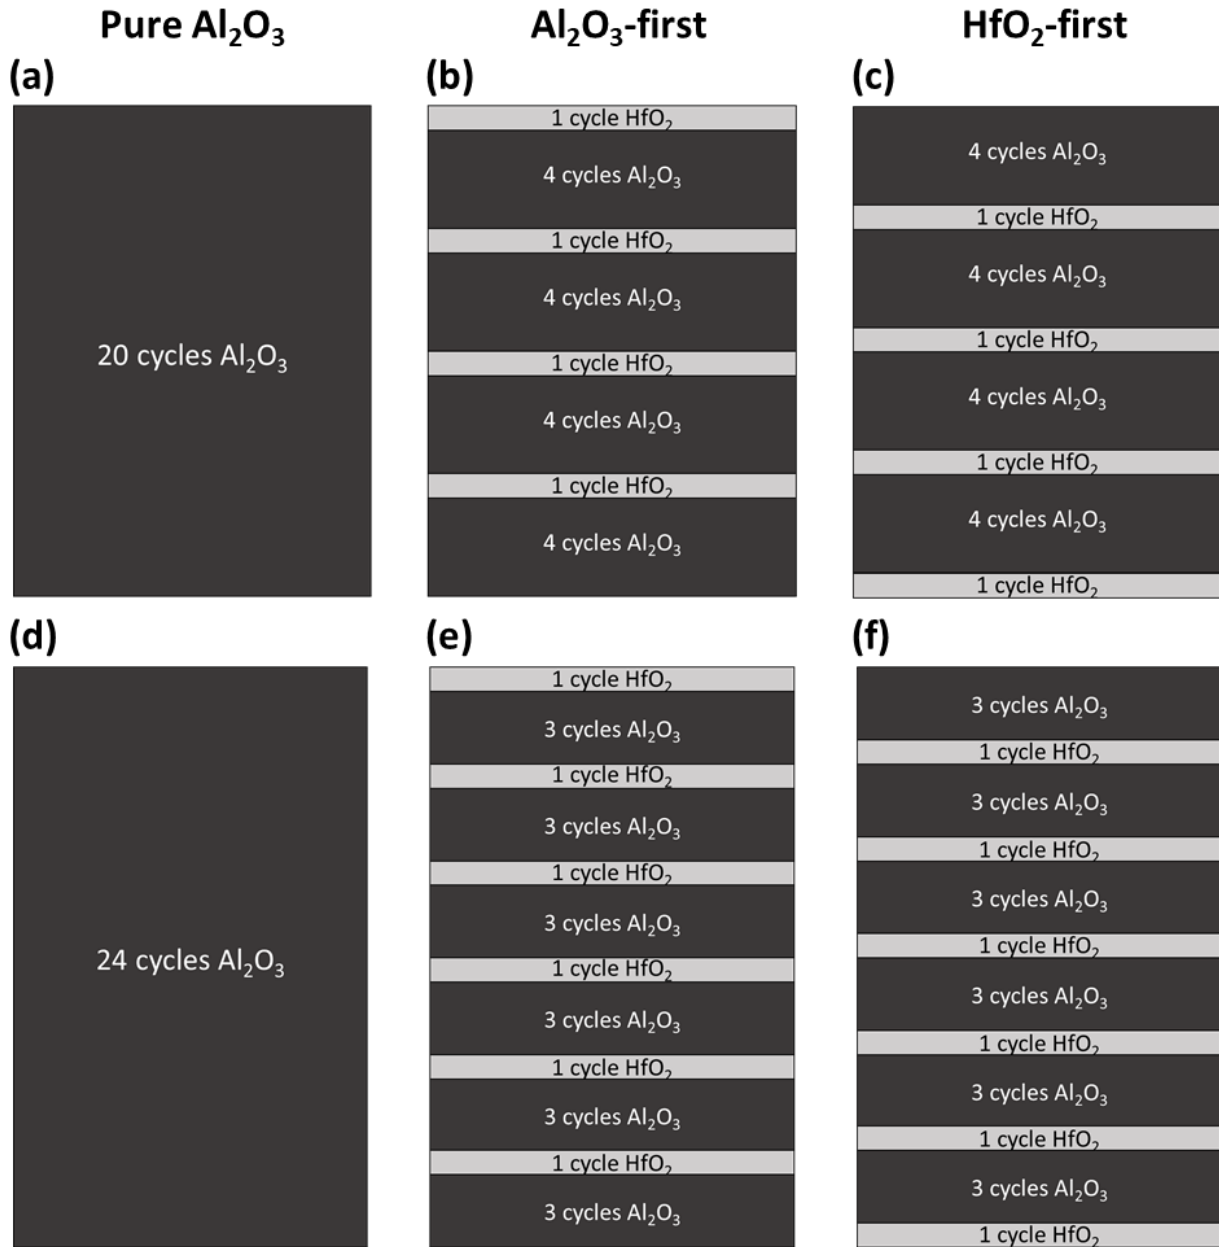 Pure Al₂O₃
Al₂O₃-first
HfO₂-first
(a)
20 cycles Al₂O₃
(b)
1 cycle HfO₂
4 cycles Al₂O₃
1 cycle HfO₂
4 cycles Al₂O₃
1 cycle HfO₂
4 cycles Al₂O₃
1 cycle HfO₂
4 cycles Al₂O₃
(c)
4 cycles Al₂O₃
1 cycle HfO₂
4 cycles Al₂O₃
1 cycle HfO₂
4 cycles Al₂O₃
1 cycle HfO₂
4 cycles Al₂O₃
1 cycle HfO₂
(d)
24 cycles Al₂O₃
(e)
1 cycle HfO₂
3 cycles Al₂O₃
1 cycle HfO₂
3 cycles Al₂O₃
1 cycle HfO₂
3 cycles Al₂O₃
1 cycle HfO₂
3 cycles Al₂O₃
1 cycle HfO₂
3 cycles Al₂O₃
1 cycle HfO₂
3 cycles Al₂O₃
(f)
3 cycles Al₂O₃
1 cycle HfO₂
3 cycles Al₂O₃
1 cycle HfO₂
3 cycles Al₂O₃
1 cycle HfO₂
3 cycles Al₂O₃
1 cycle HfO₂
3 cycles Al₂O₃
1 cycle HfO₂
3 cycles Al₂O₃
1 cycle HfO₂